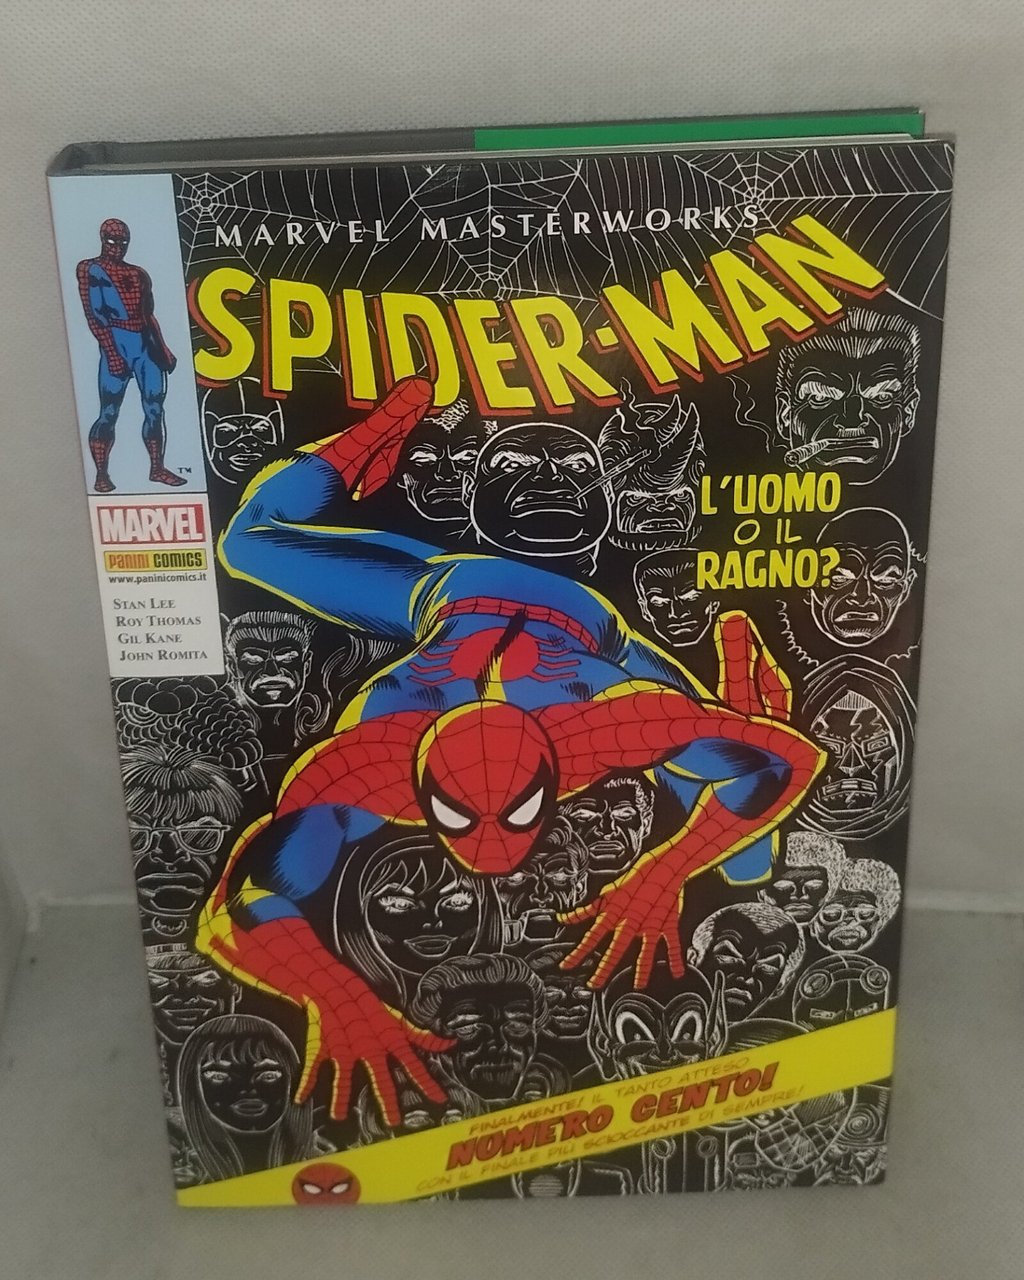 MARVEL MASTERWORKS
SPIDER-MAN
TM
MARVEL
PANINI COMICS
www.paninicomics.it
STAN LEE
ROY THOMAS
GIL KANE
JOHN ROMITA
L'UOMO
O IL
RAGNO?
FINALMENTE! IL TANTO ATTESO
NUMERO CENTO!
CON IL FINALE PIÙ SCIOCCANTE DI SEMPRE!